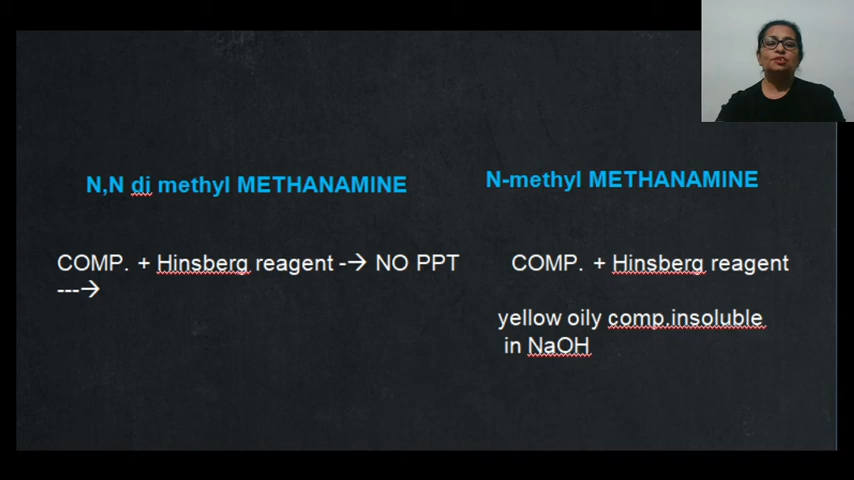 N,N di methyl METHANAMINE
COMP. + Hinsberg reagent -→ NO PPT
---→
N-methyl METHANAMINE
COMP. + Hinsberg reagent
yellow oily comp.insoluble
in NaOH